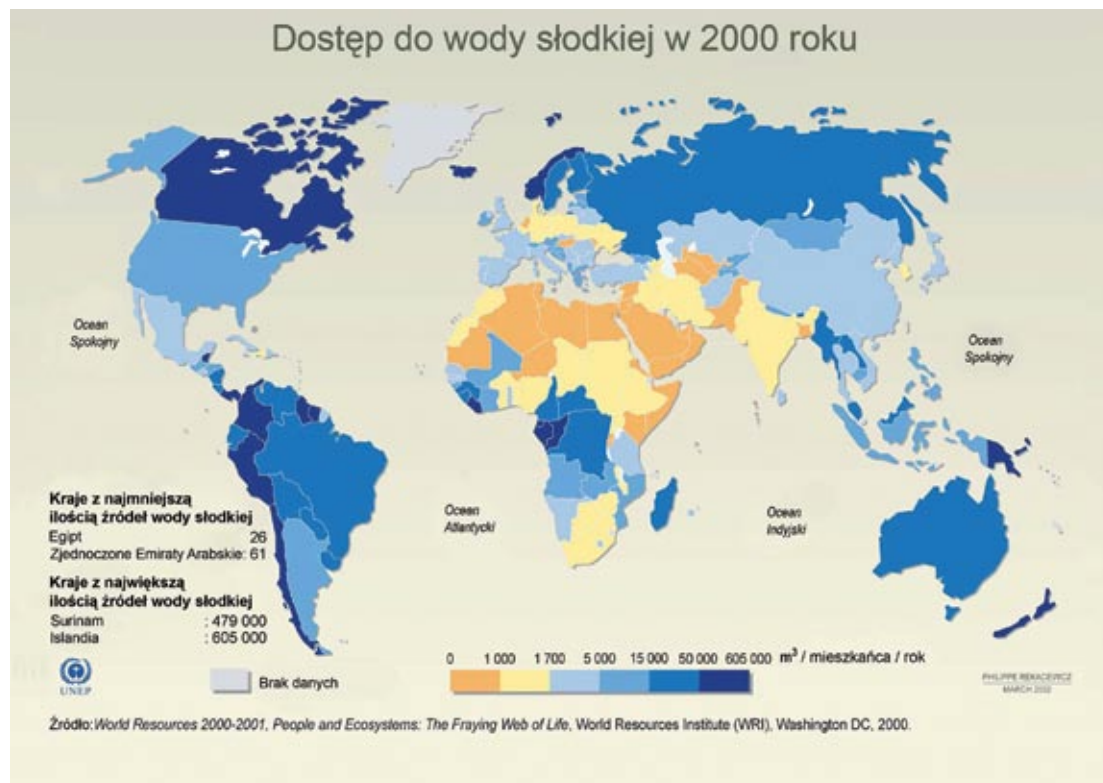 Dostęp do wody słodkiej w 2000 roku
Ocean
Spokojny
Ocean
Spokojny
Ocean
Atlantycki
Ocean
Indyjski
Kraje z najmniejszą
ilością źródeł wody słodkiej
Egipt 26
Zjednoczone Emiraty Arabskie: 61
Kraje z największą
ilością źródeł wody słodkiej
Surinam : 479 000
Islandia : 605 000
0 1 000 1 700 5 000 15 000 50 000 605 000 m³ / mieszkańca / rok
UNEP
Brak danych
PHILIPPE REKACEWICZ
MARCH 2002
Źródło: World Resources 2000-2001, People and Ecosystems: The Fraying Web of Life, World Resources Institute (WRI), Washington DC, 2000.